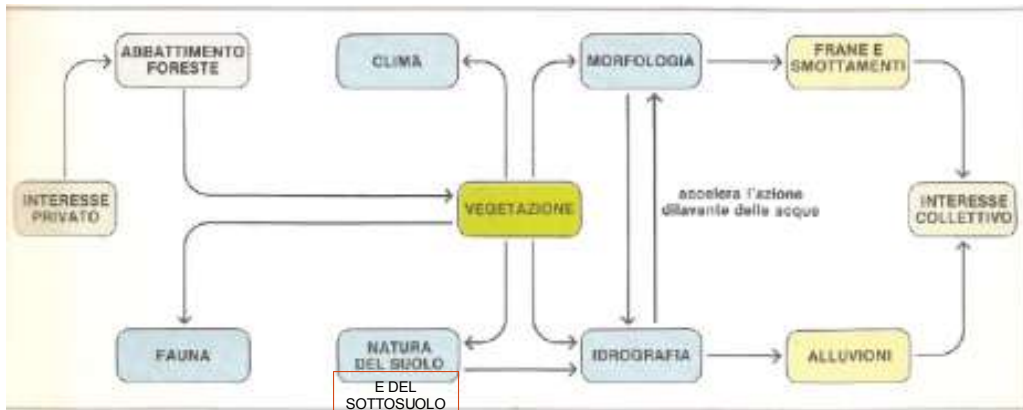 ABBATTIMENTO
FORESTE
CLIMA
MORFOLOGIA
FRANE E
SMOTTAMENTI
INTERESSE
PRIVATO
VEGETAZIONE
accelera l'azione
dilavante delle acque
INTERESSE
COLLETTIVO
FAUNA
NATURA
DEL SUOLO
E DEL
SOTTOSUOLO
IDROGRAFIA
ALLUVIONI